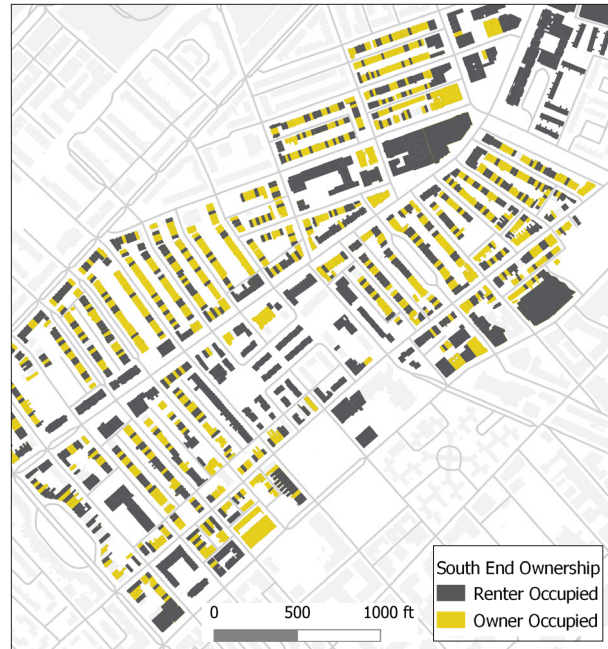 South End Ownership
Renter Occupied
Owner Occupied
0 500 1000 ft